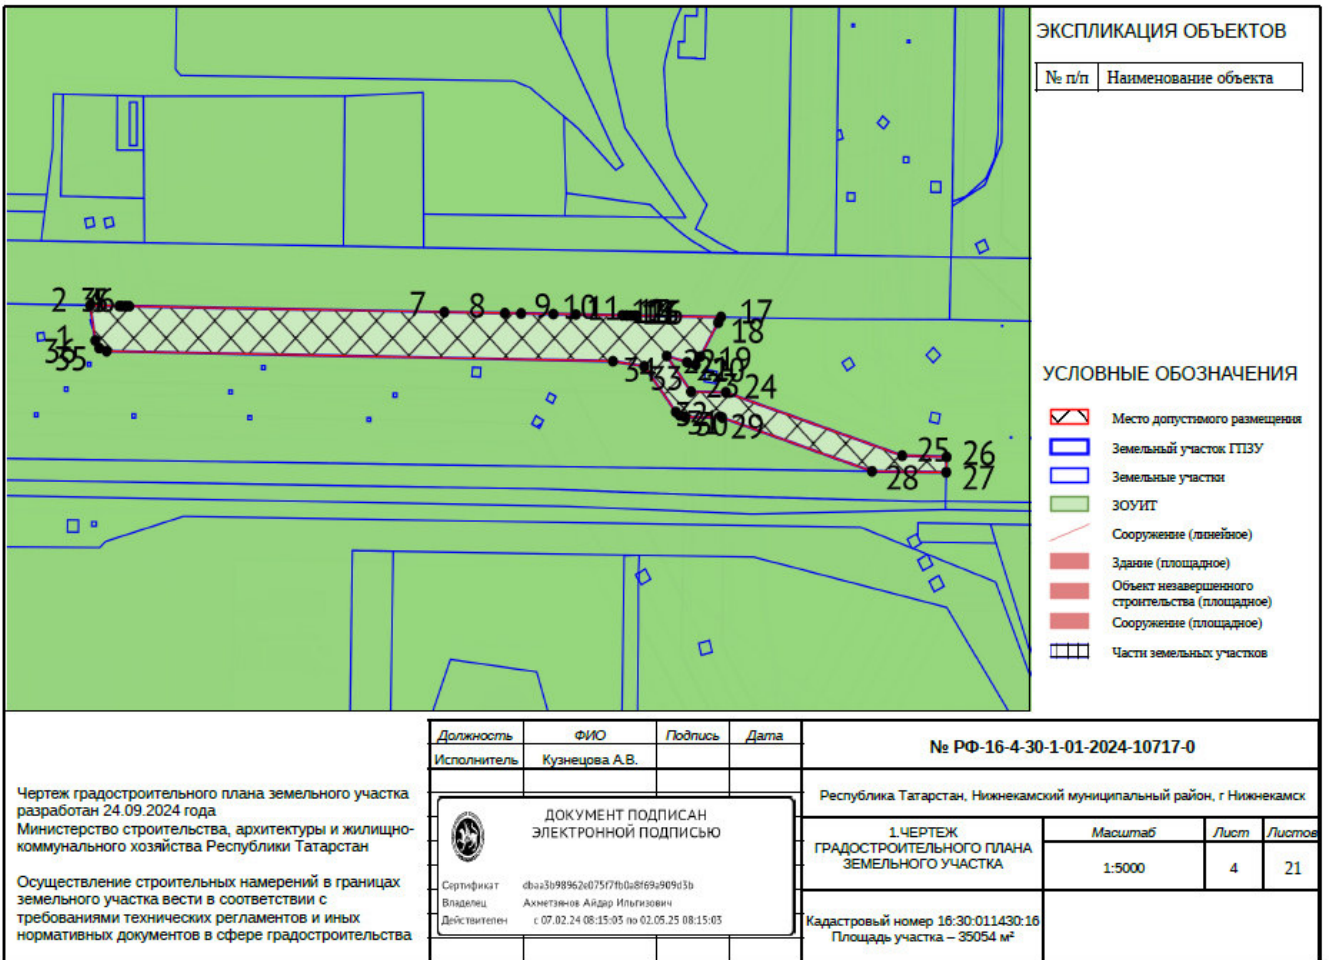 ЭКСПЛИКАЦИЯ ОБЪЕКТОВ
№ п/п Наименование объекта
2
7
8
9
10
11
17
18
19
1
35
34
33
23
24
29
25
26
28
27
УСЛОВНЫЕ ОБОЗНАЧЕНИЯ
Место допустимого размещения
Земельный участок ГПЗУ
Земельные участки
ЗОУИТ
Сооружение (линейное)
Здание (площадное)
Объект незавершенного
строительства (площадное)
Сооружение (площадное)
Части земельных участков
Чертеж градостроительного плана земельного участка
разработан 24.09.2024 года
Министерство строительства, архитектуры и жилищно-
коммунального хозяйства Республики Татарстан
Осуществление строительных намерений в границах
земельного участка вести в соответствии с
требованиями технических регламентов и иных
нормативных документов в сфере градостроительства
Должность ФИО Подпись Дата
Исполнитель Кузнецова А.В.
ДОКУМЕНТ ПОДПИСАН
ЭЛЕКТРОННОЙ ПОДПИСЬЮ
Сертификат dbaa3b98962e075f7fb0a8f69a909d3b
Владелец Ахметзянов Айдар Ильгизович
Действителен с 07.02.24 08:15:03 по 02.05.25 08:15:03
№ РФ-16-4-30-1-01-2024-10717-0
Республика Татарстан, Нижнекамский муниципальный район, г Нижнекамск
1.ЧЕРТЕЖ
ГРАДОСТРОИТЕЛЬНОГО ПЛАНА
ЗЕМЕЛЬНОГО УЧАСТКА
Масштаб Лист Листов
1:5000 4 21
Кадастровый номер 16:30:011430:16
Площадь участка – 35054 м²